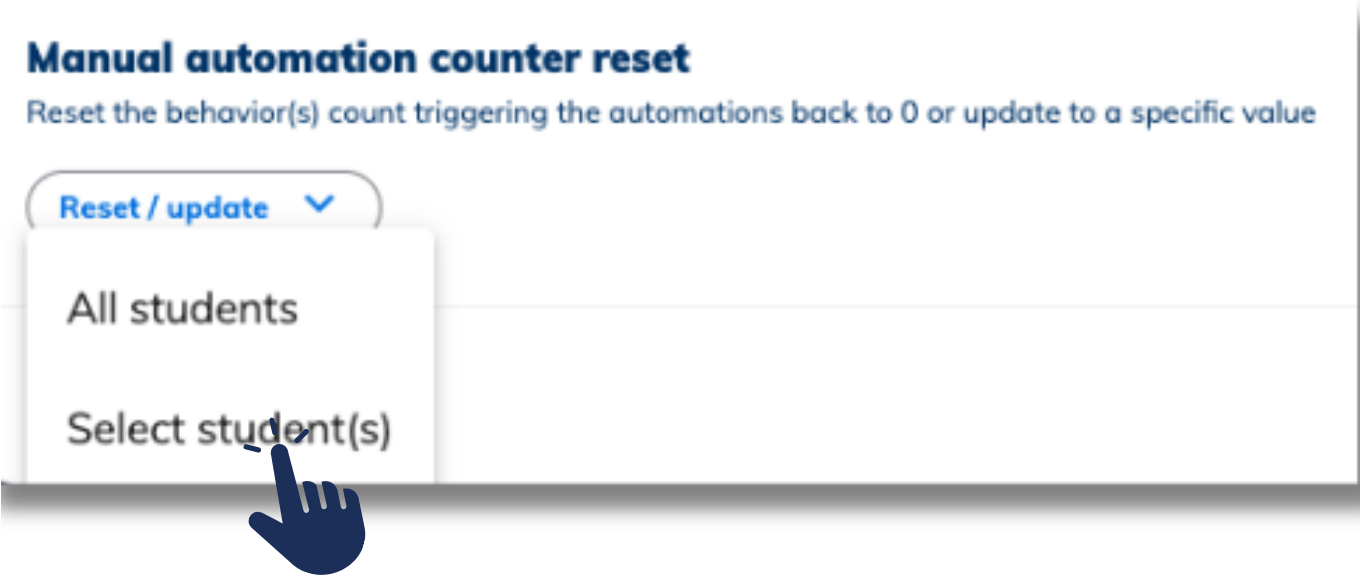 Manual automation counter reset
Reset the behavior(s) count triggering the automations back to 0 or update to a specific value
Reset / update
All students
Select student(s)